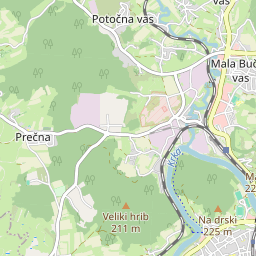 Potočna
vas
Mala Buč
vas
Prečna
Krka
Veliki hrib
211 m
Na drski
225 m